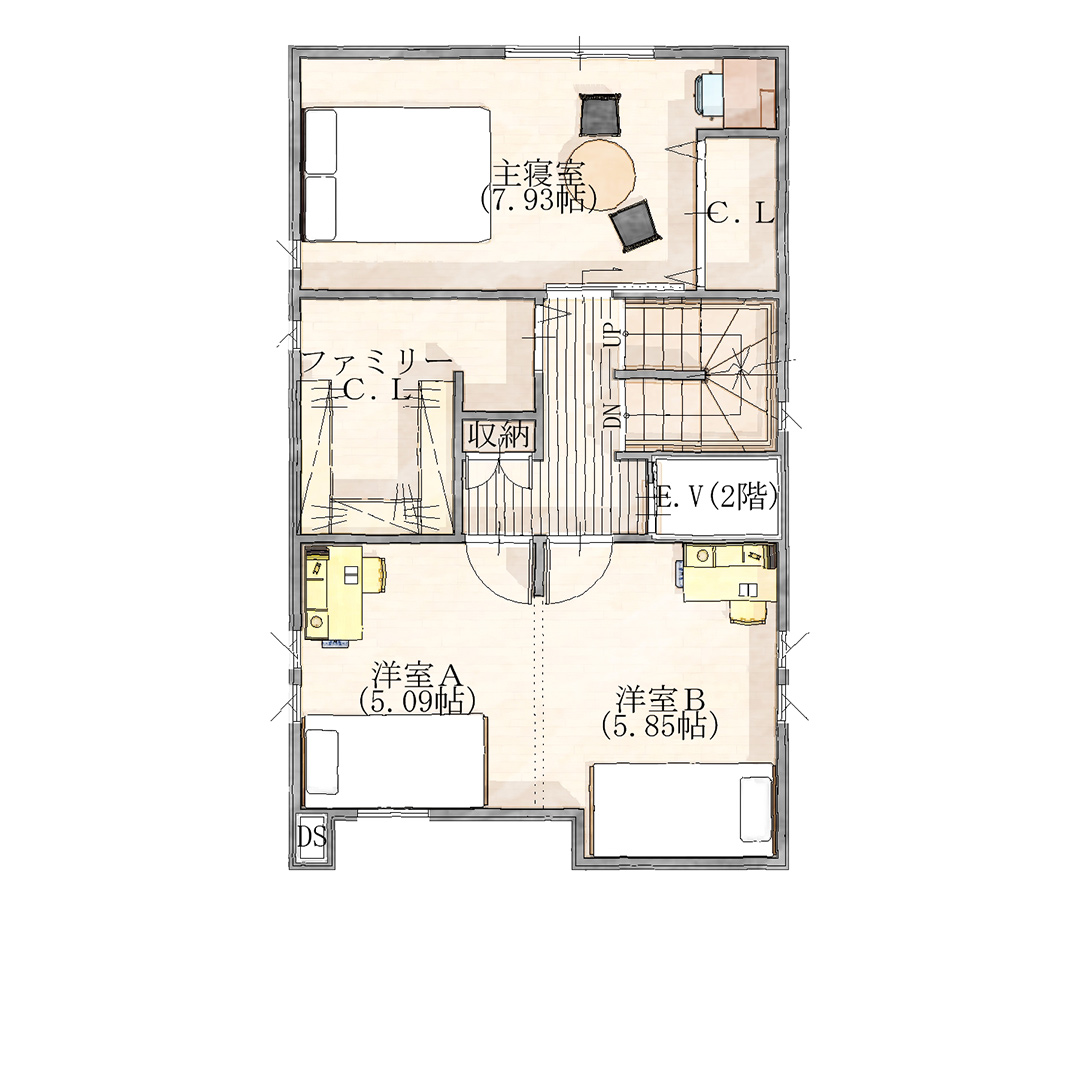 主寝室
(7.93帖)
C.L
UP
ファミリー
C.L
DN
収納
E.V(2階)
洋室A
(5.09帖)
洋室B
(5.85帖)
DS